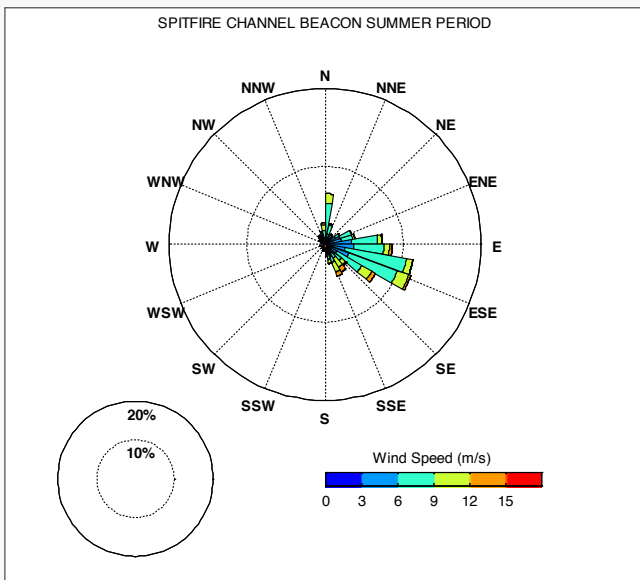 SPITFIRE CHANNEL BEACON SUMMER PERIOD
N
NNW
NNE
NW
NE
WNW
ENE
W
E
WSW
ESE
SW
SE
SSW
SSE
S
20%
10%
Wind Speed (m/s)
0 3 6 9 12 15